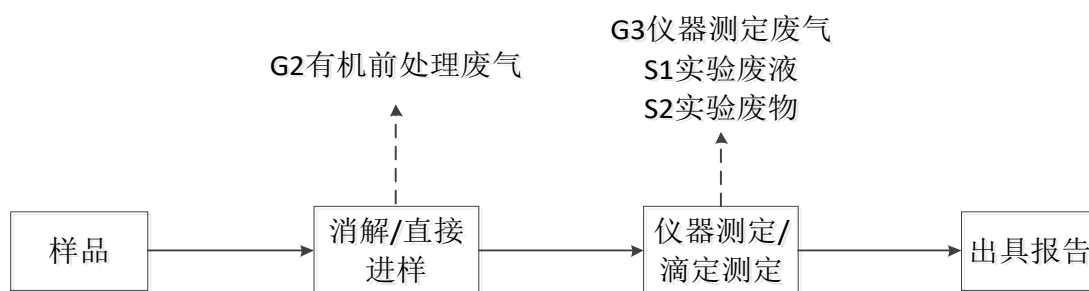 G3仪器测定废气
G2有机前处理废气
S1实验废液
S2实验废物
样品
消解/直接
进样
仪器测定/
滴定测定
出具报告